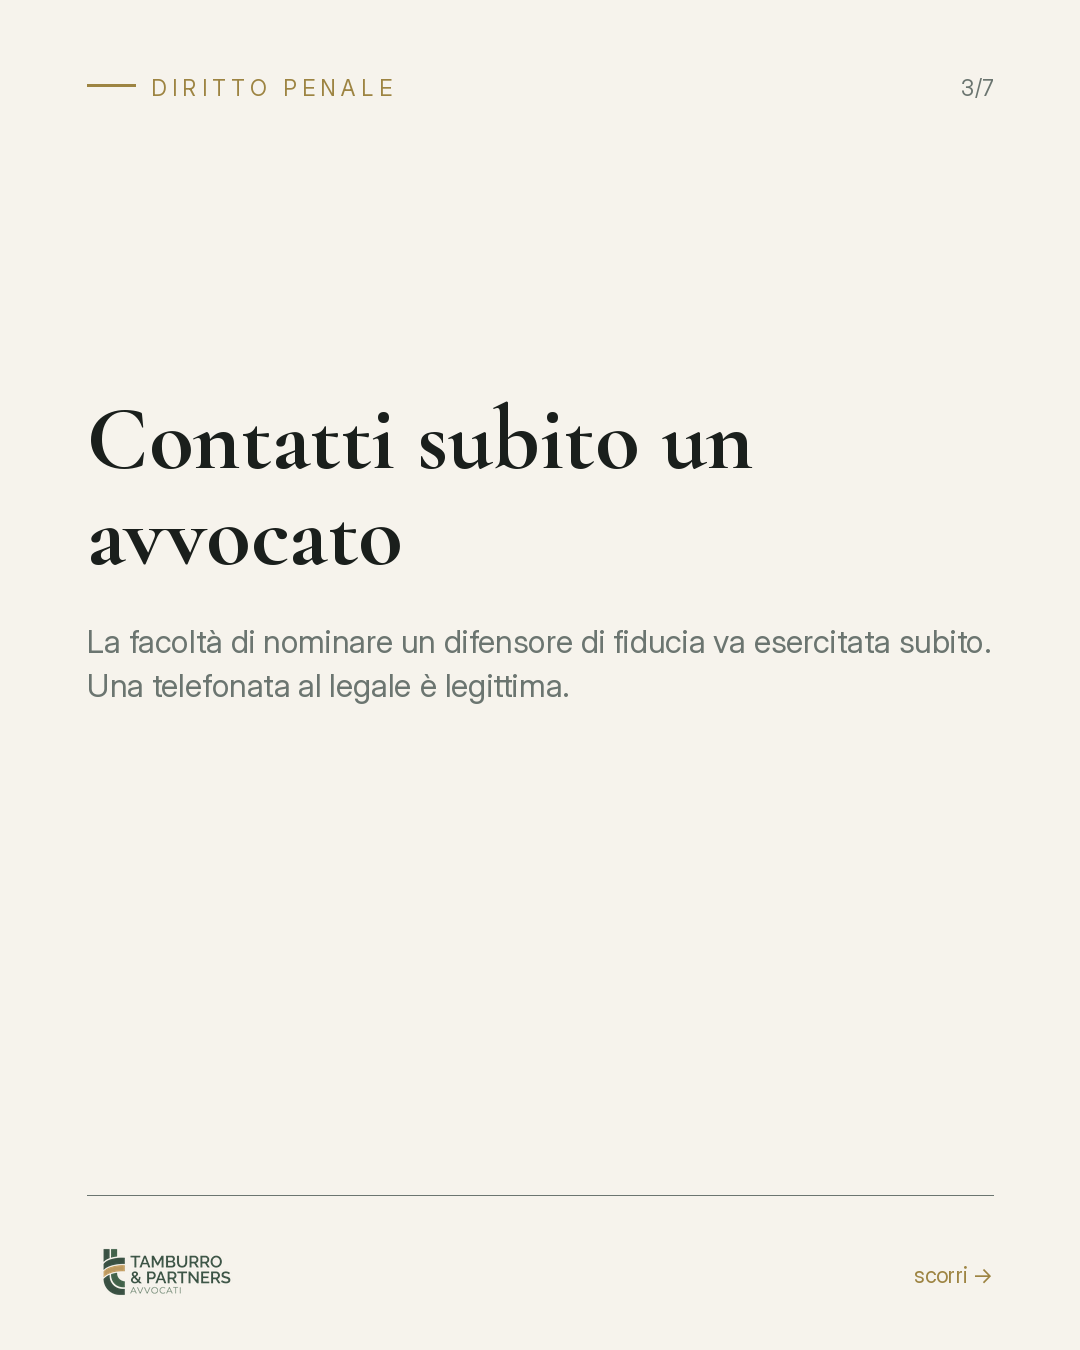 DIRITTO PENALE
3/7
Contatti subito un
avvocato
La facoltà di nominare un difensore di fiducia va esercitata subito.
Una telefonata al legale è legittima.
TAMBURRO
& PARTNERS
AVVOCATI
scorri →